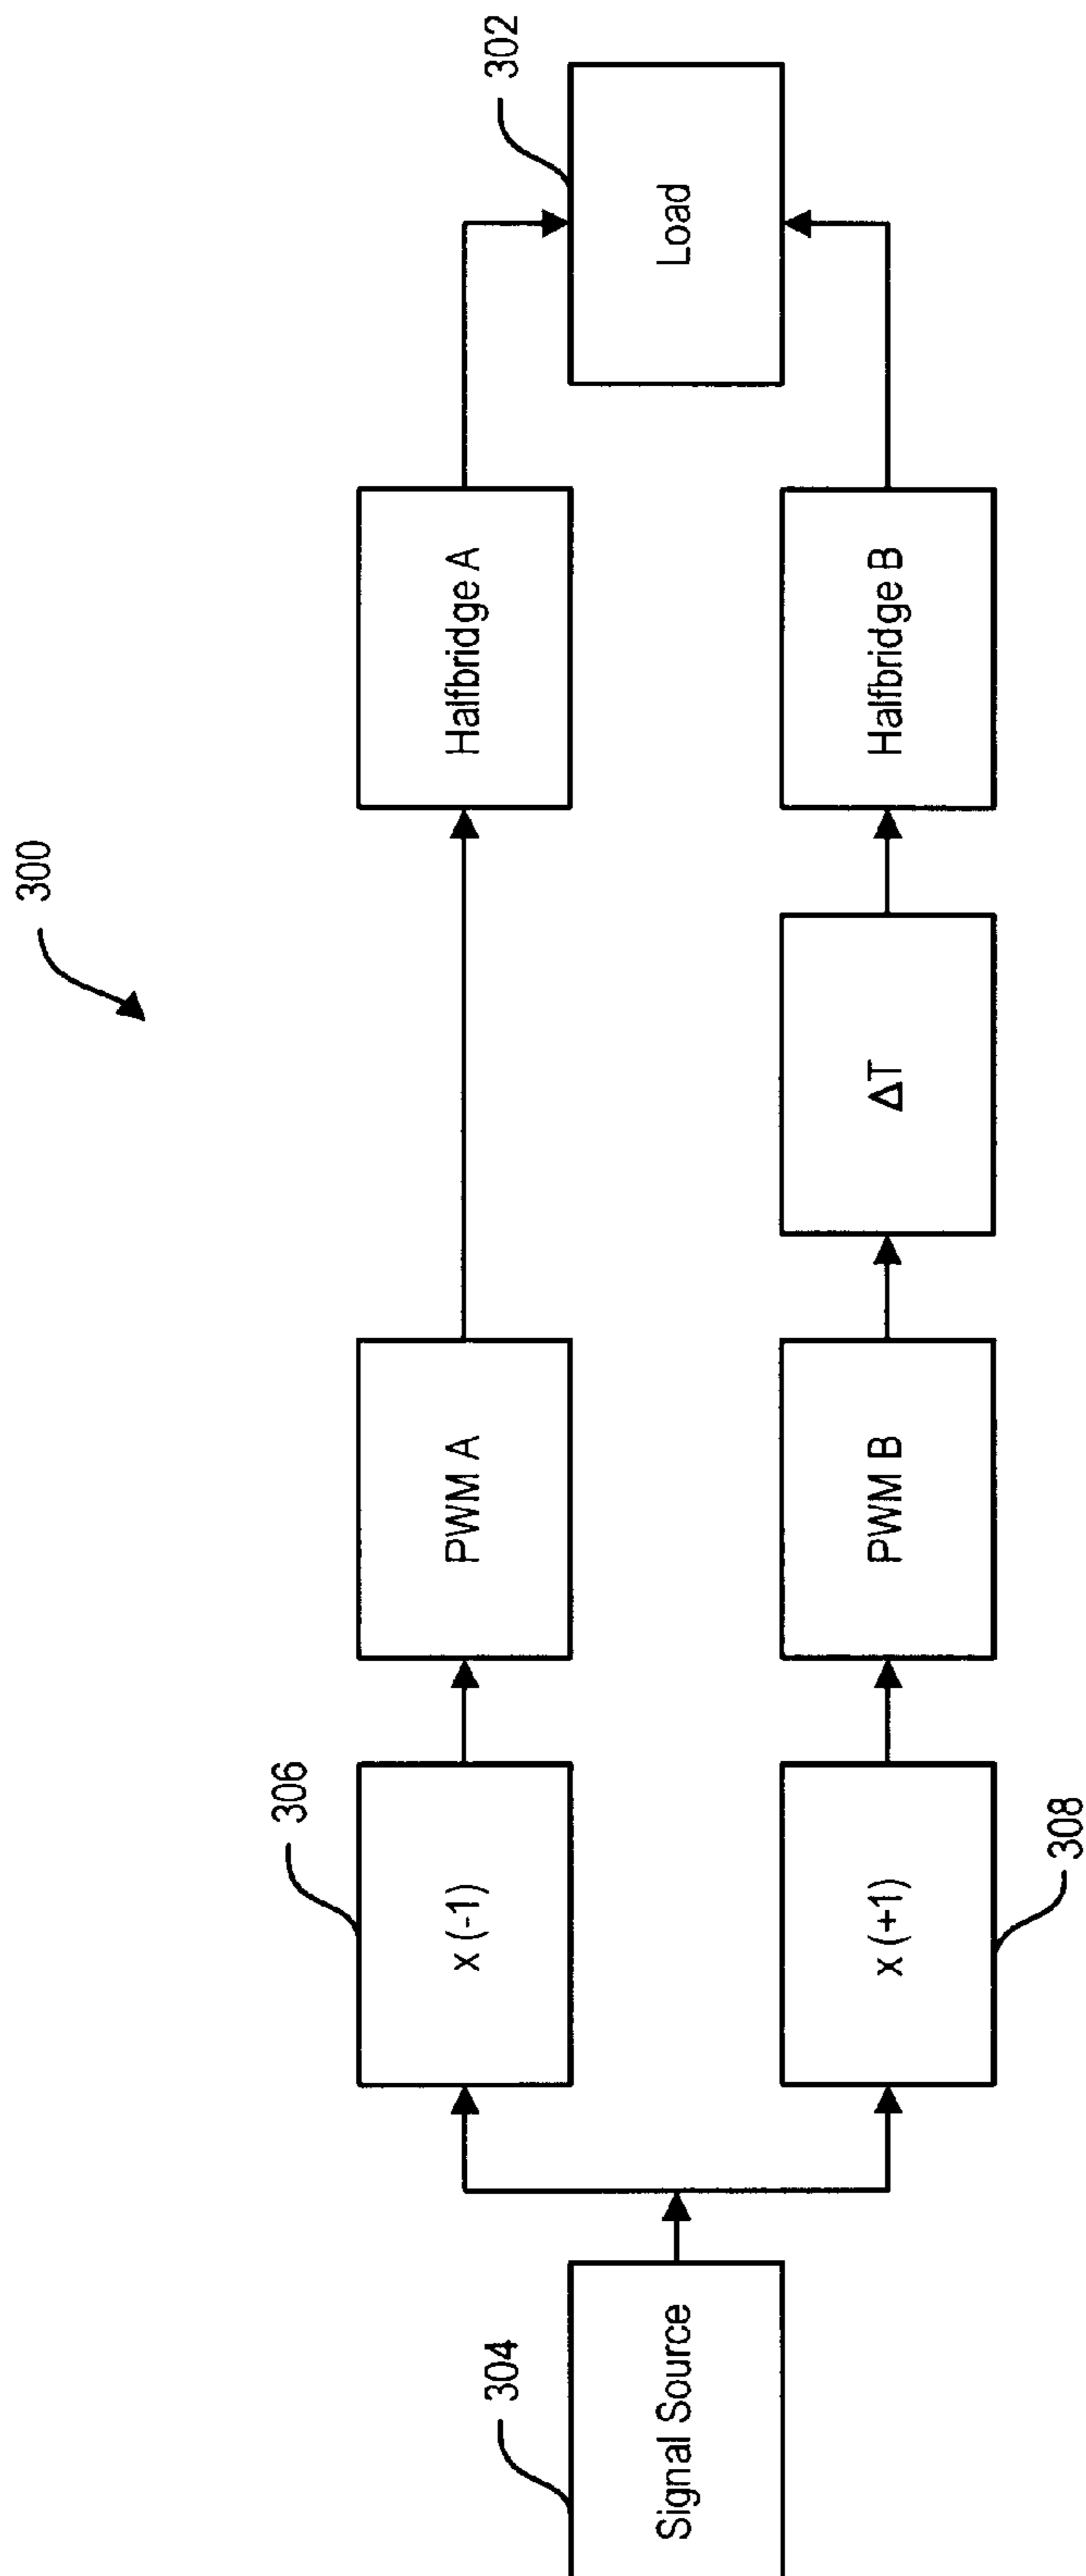 300
304
Signal Source
306
x (-1)
308
x (+1)
PWM A
PWM B
ΔT
Halfbridge A
Halfbridge B
302
Load